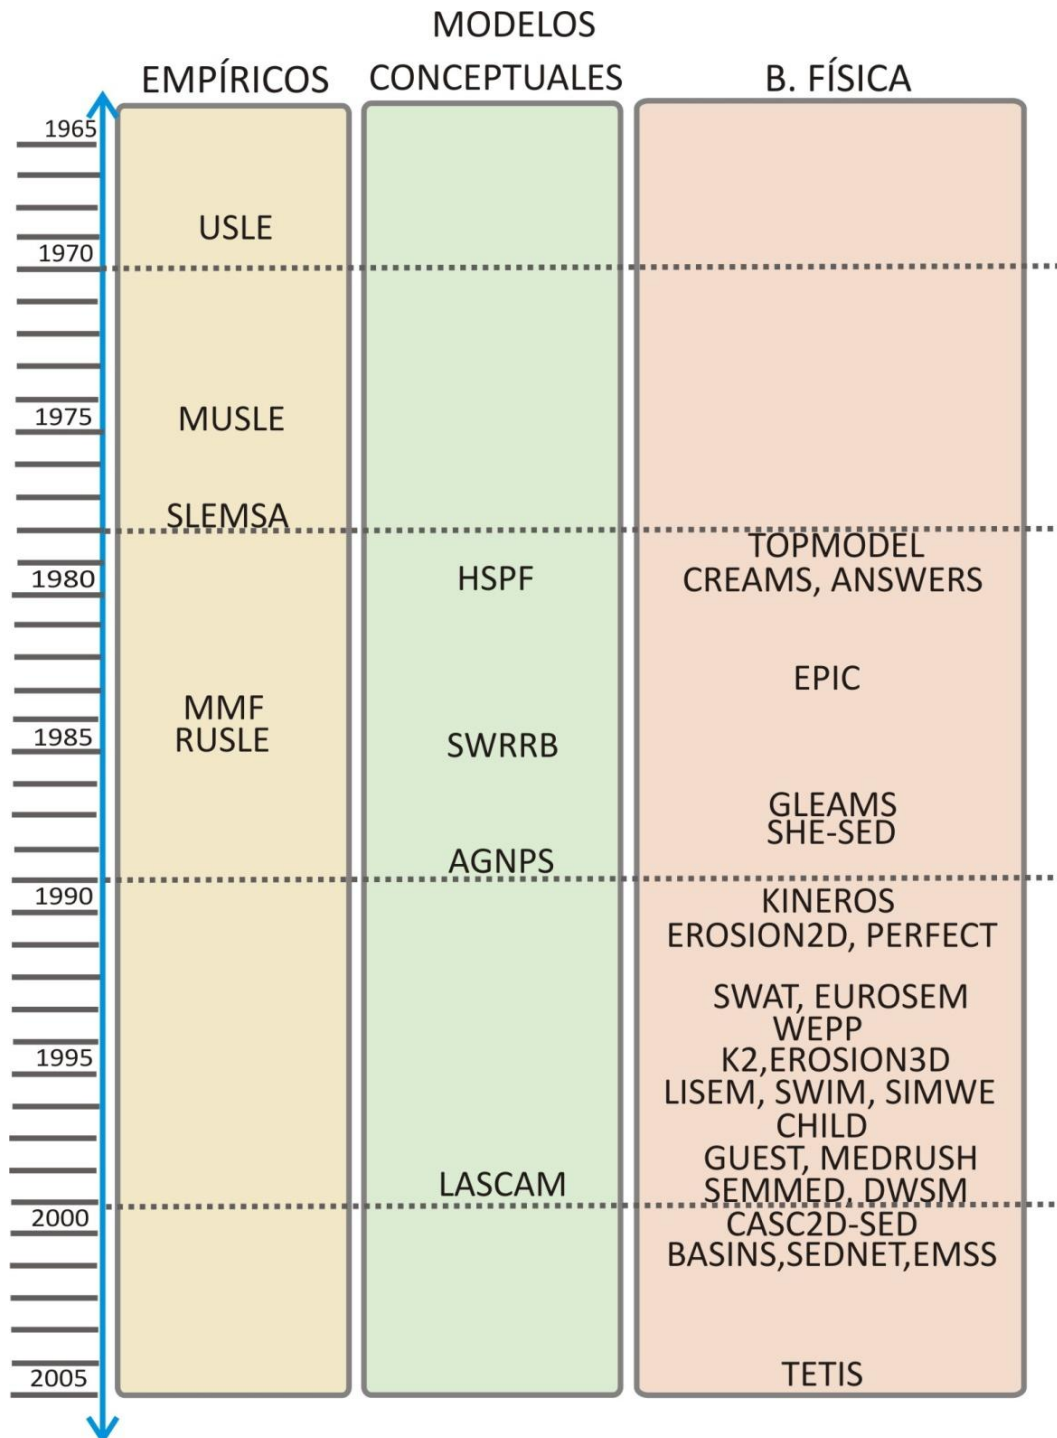 MODELOS
EMPÍRICOS CONCEPTUALES B. FÍSICA
1965
USLE
1970
1975 MUSLE
SLEMSA
TOPMODEL
1980 HSPF CREAMS, ANSWERS
EPIC
MMF
1985 RUSLE SWRRB
GLEAMS
SHE-SED
AGNPS
1990 KINEROS
EROSION2D, PERFECT
SWAT, EUROSEM
WEPP
1995 K2,EROSION3D
LISEM, SWIM, SIMWE
CHILD
GUEST, MEDRUSH
LASCAM SEMMED, DWSM
2000 CASC2D-SED
BASINS,SEDNET,EMSS
2005 TETIS